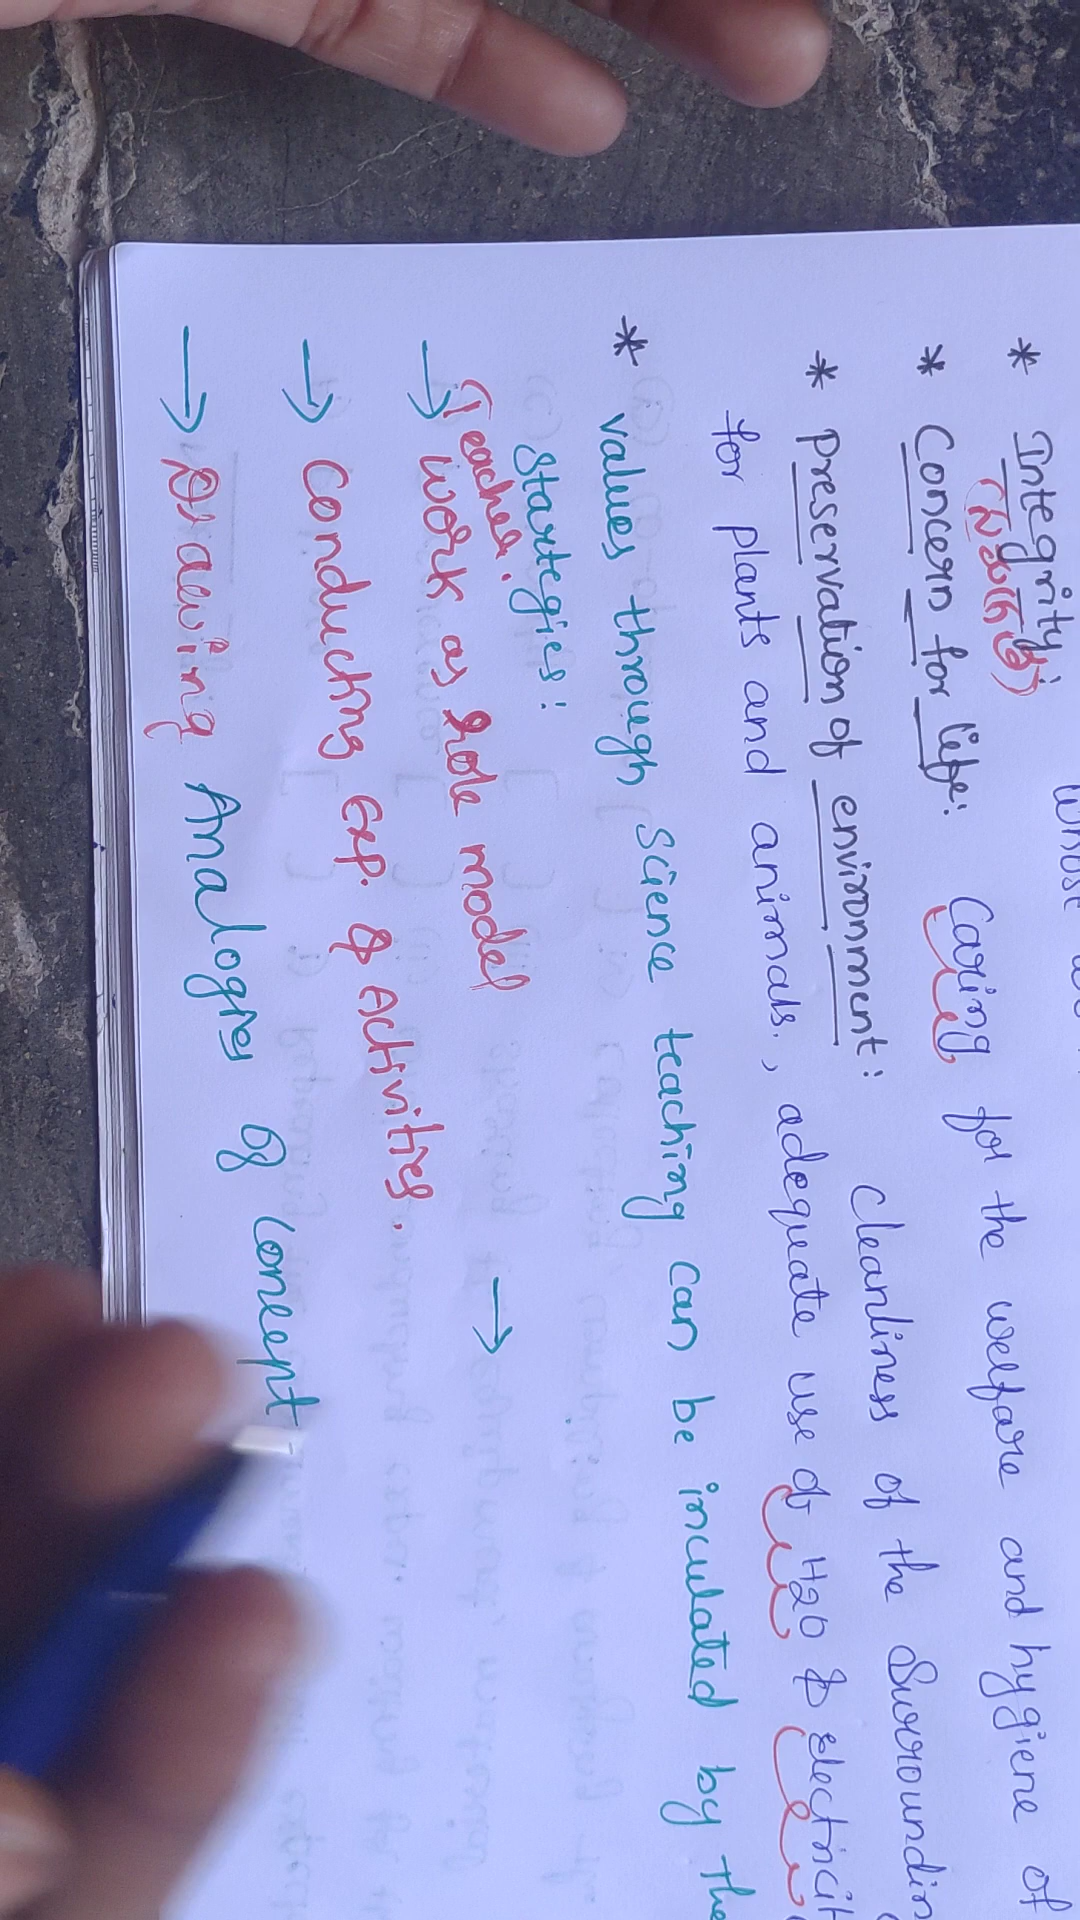 whose
* Integrity:
* Concern for life: Caring for the welfare and hygiene of
* Preservation of environment: cleanliness of the Surroundin
for plants and animals., adequate use of H2O & electricit
* values through science teaching can be inculated by the
startegies:
Teacher.
→ work as role model →
→ Conducting Exp. & Activities.
→ Drawing Analogies of Concept